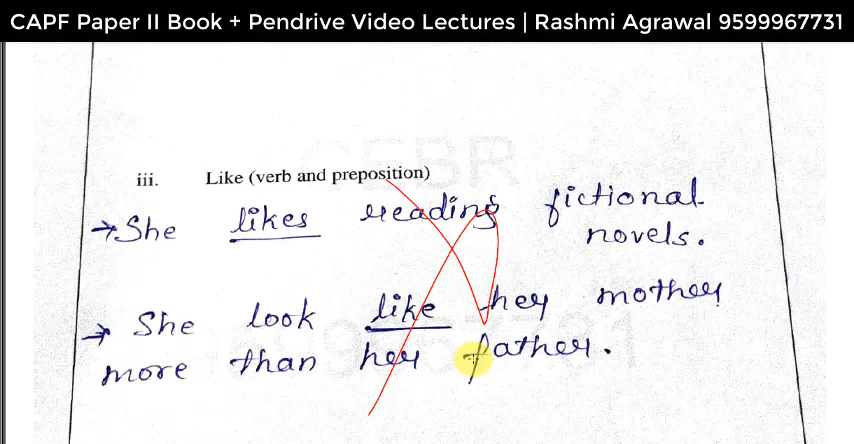 CAPF Paper II Book + Pendrive Video Lectures | Rashmi Agrawal 9599967731
iii. Like (verb and preposition)
→ She likes reading fictional
novels.
→ She look like her mother
more than her father.